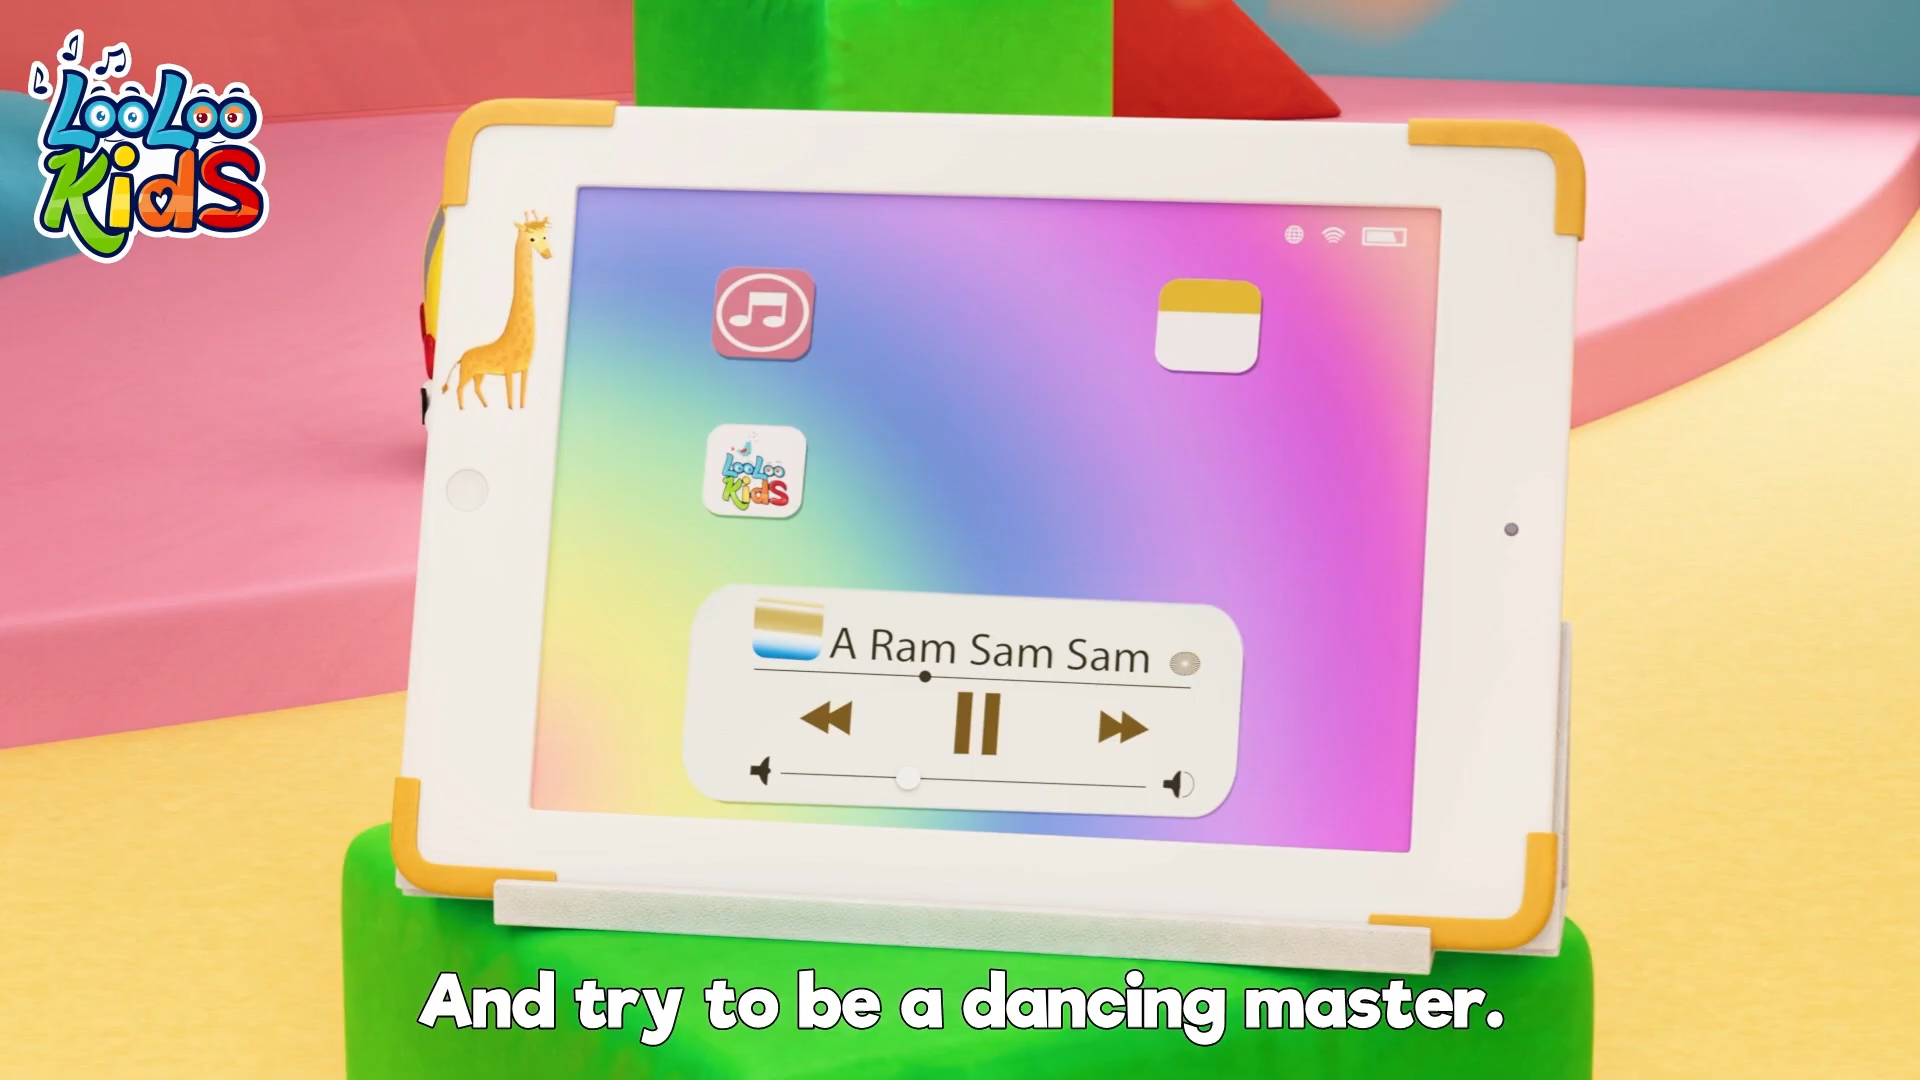 LooLoo
Kids
LooLoo
Kids
A Ram Sam Sam
And try to be a dancing master.